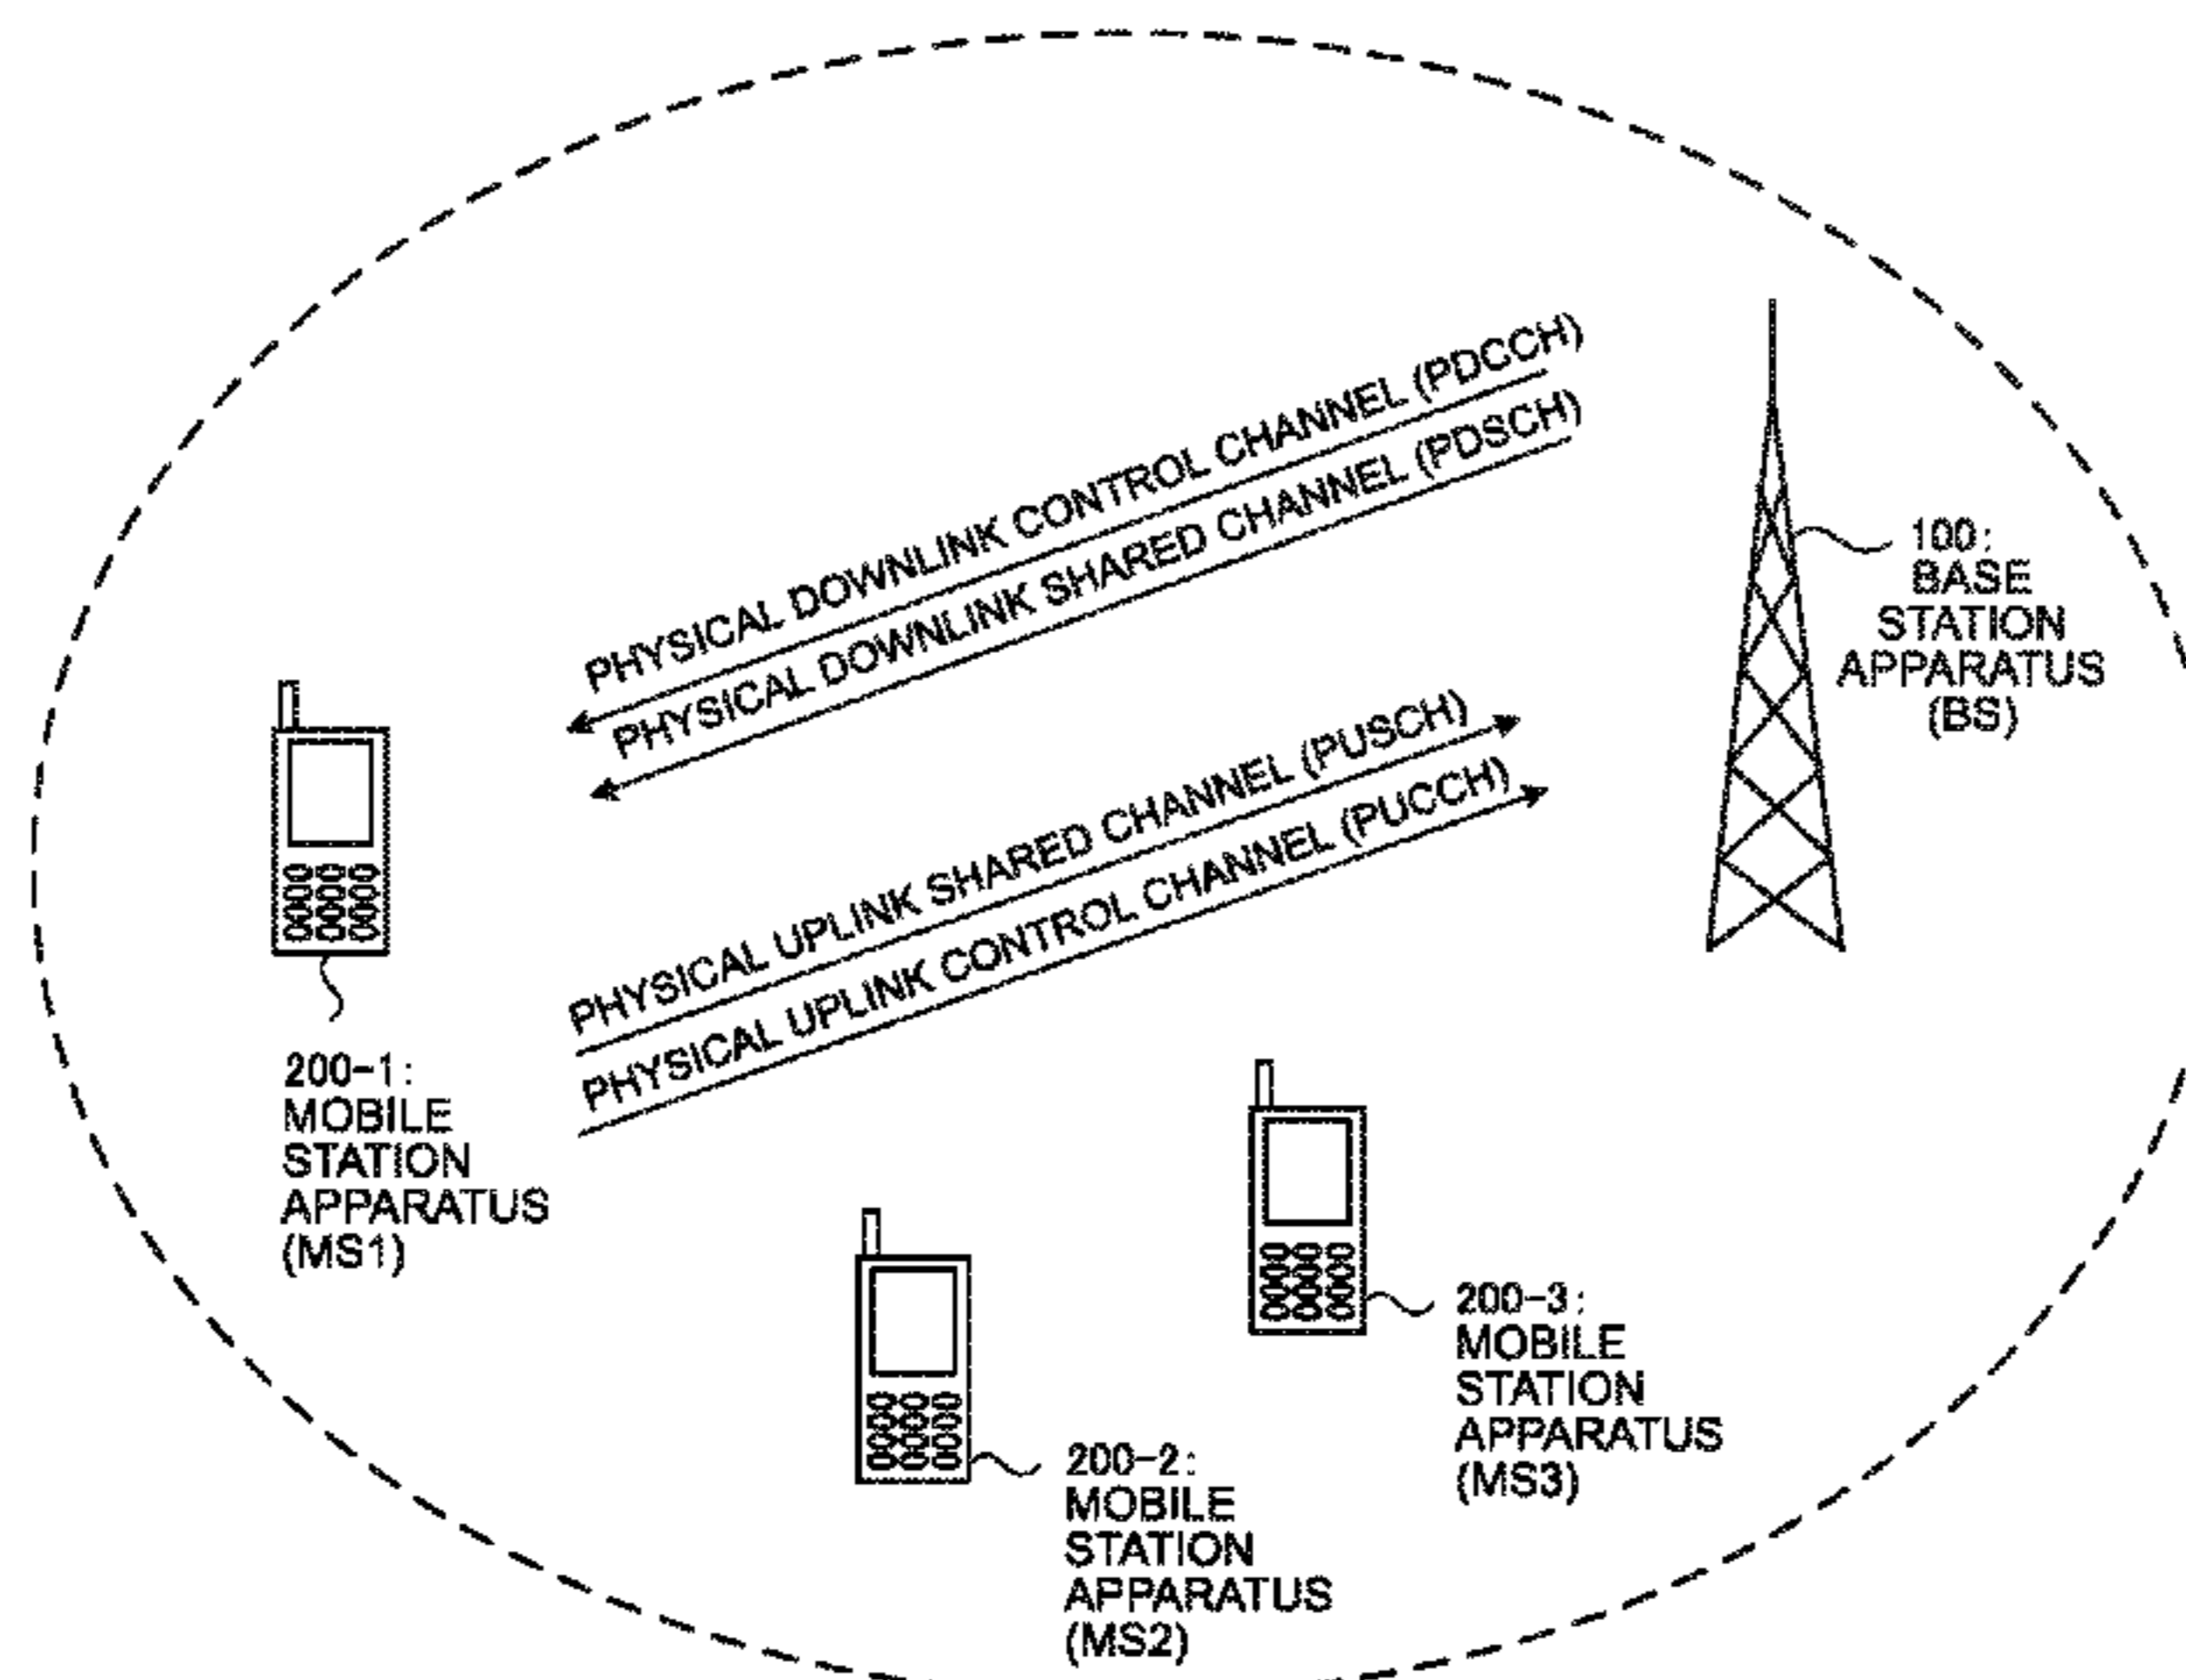 PHYSICAL DOWNLINK CONTROL CHANNEL (PDCCH)
PHYSICAL DOWNLINK SHARED CHANNEL (PDSCH)
PHYSICAL UPLINK SHARED CHANNEL (PUSCH)
PHYSICAL UPLINK CONTROL CHANNEL (PUCCH)
100:
BASE
STATION
APPARATUS
(BS)
200-1:
MOBILE
STATION
APPARATUS
(MS1)
200-2:
MOBILE
STATION
APPARATUS
(MS2)
200-3:
MOBILE
STATION
APPARATUS
(MS3)